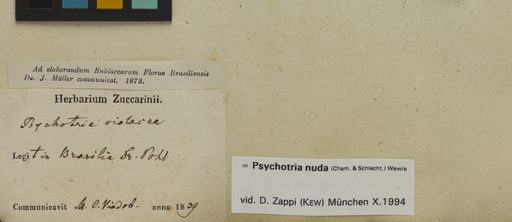 Ad elaborandum Rubiacearum Florae Brasiliensis
Do. J. Müller communicat. 1873.
Herbarium Zuccarinii.
Psychotria violacea
Legit in Brasilia Dr. Pohl
Communicavit M. C. Vindob. anno 1839
= Psychotria nuda (Cham. & Schlecht.) Wawra
vid. D. Zappi (KEW) München X.1994